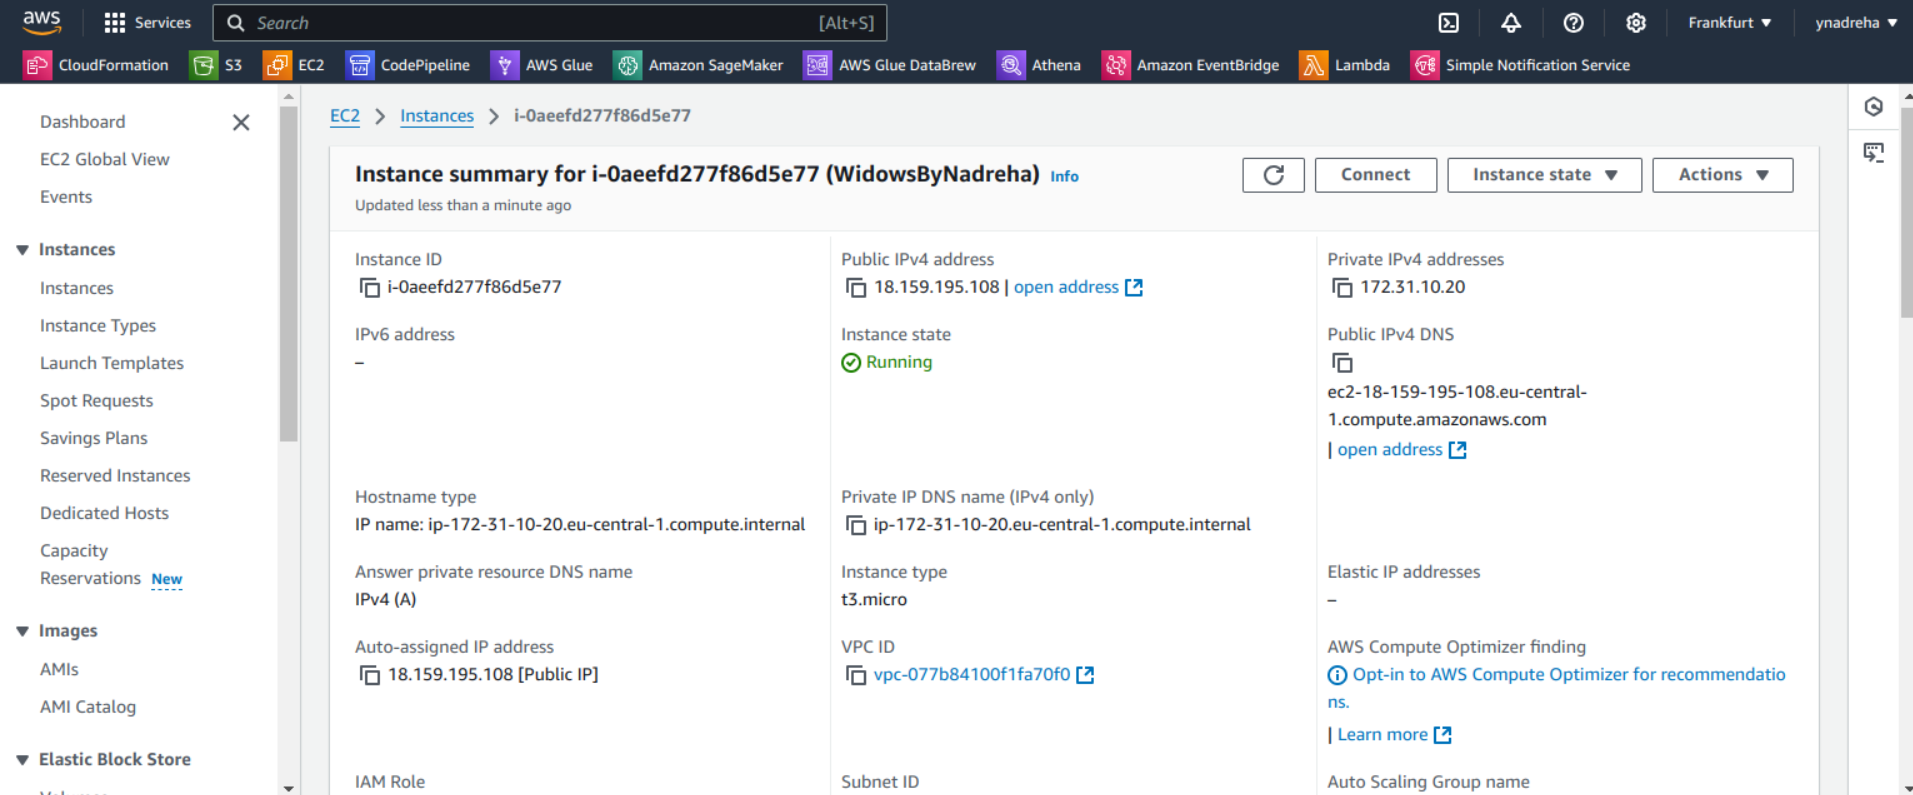 aws
Services
Search
[Alt+S]
Frankfurt ▼
ynadreha ▼
CloudFormation
S3
EC2
CodePipeline
AWS Glue
Amazon SageMaker
AWS Glue DataBrew
Athena
Amazon EventBridge
Lambda
Simple Notification Service
Dashboard
EC2 Global View
Events
Instances
Instances
Instance Types
Launch Templates
Spot Requests
Savings Plans
Reserved Instances
Dedicated Hosts
Capacity
Reservations New
Images
AMIs
AMI Catalog
Elastic Block Store
EC2 > Instances > i-0aeefd277f86d5e77
Instance summary for i-0aeefd277f86d5e77 (WidowsByNadreha) Info
Updated less than a minute ago
Connect
Instance state ▼
Actions ▼
Instance ID
i-0aeefd277f86d5e77
Public IPv4 address
18.159.195.108 | open address
Private IPv4 addresses
172.31.10.20
IPv6 address
–
Instance state
Running
Public IPv4 DNS
ec2-18-159-195-108.eu-central-
1.compute.amazonaws.com
| open address
Hostname type
IP name: ip-172-31-10-20.eu-central-1.compute.internal
Private IP DNS name (IPv4 only)
ip-172-31-10-20.eu-central-1.compute.internal
Answer private resource DNS name
IPv4 (A)
Instance type
t3.micro
Elastic IP addresses
–
Auto-assigned IP address
18.159.195.108 [Public IP]
VPC ID
vpc-077b84100f1fa70f0
AWS Compute Optimizer finding
Opt-in to AWS Compute Optimizer for recommendatio
ns.
| Learn more
IAM Role
Subnet ID
Auto Scaling Group name